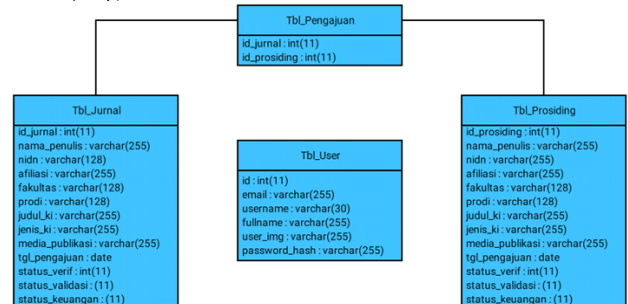 Tbl_Pengajuan
id_jurnal : int(11)
id_prosiding : int(11)
Tbl_Jurnal
id_jurnal : int(11)
nama_penulis : varchar(255)
nidn : varchar(128)
afiliasi : varchar(255)
fakultas : varchar(128)
prodi : varchar(128)
judul_ki : varchar(255)
jenis_ki : varchar(255)
media_publikasi : varchar(255)
tgl_pengajuan : date
status_verif : int(11)
status_validasi : (11)
status_keuangan : (11)
Tbl_User
id : int(11)
email : varchar(255)
username : varchar(30)
fullname : varchar(255)
user_img : varchar(255)
password_hash : varchar(255)
Tbl_Prosiding
id_prosiding : int(11)
nama_penulis : varchar(255)
nidn : varchar(255)
afiliasi : varchar(255)
fakultas : varchar(128)
prodi : varchar(128)
judul_ki : varchar(255)
jenis_ki : varchar(255)
media_publikasi : varchar(255)
tgl_pengajuan : date
status_verif : int(11)
status_validasi : (11)
status_keuangan : (11)